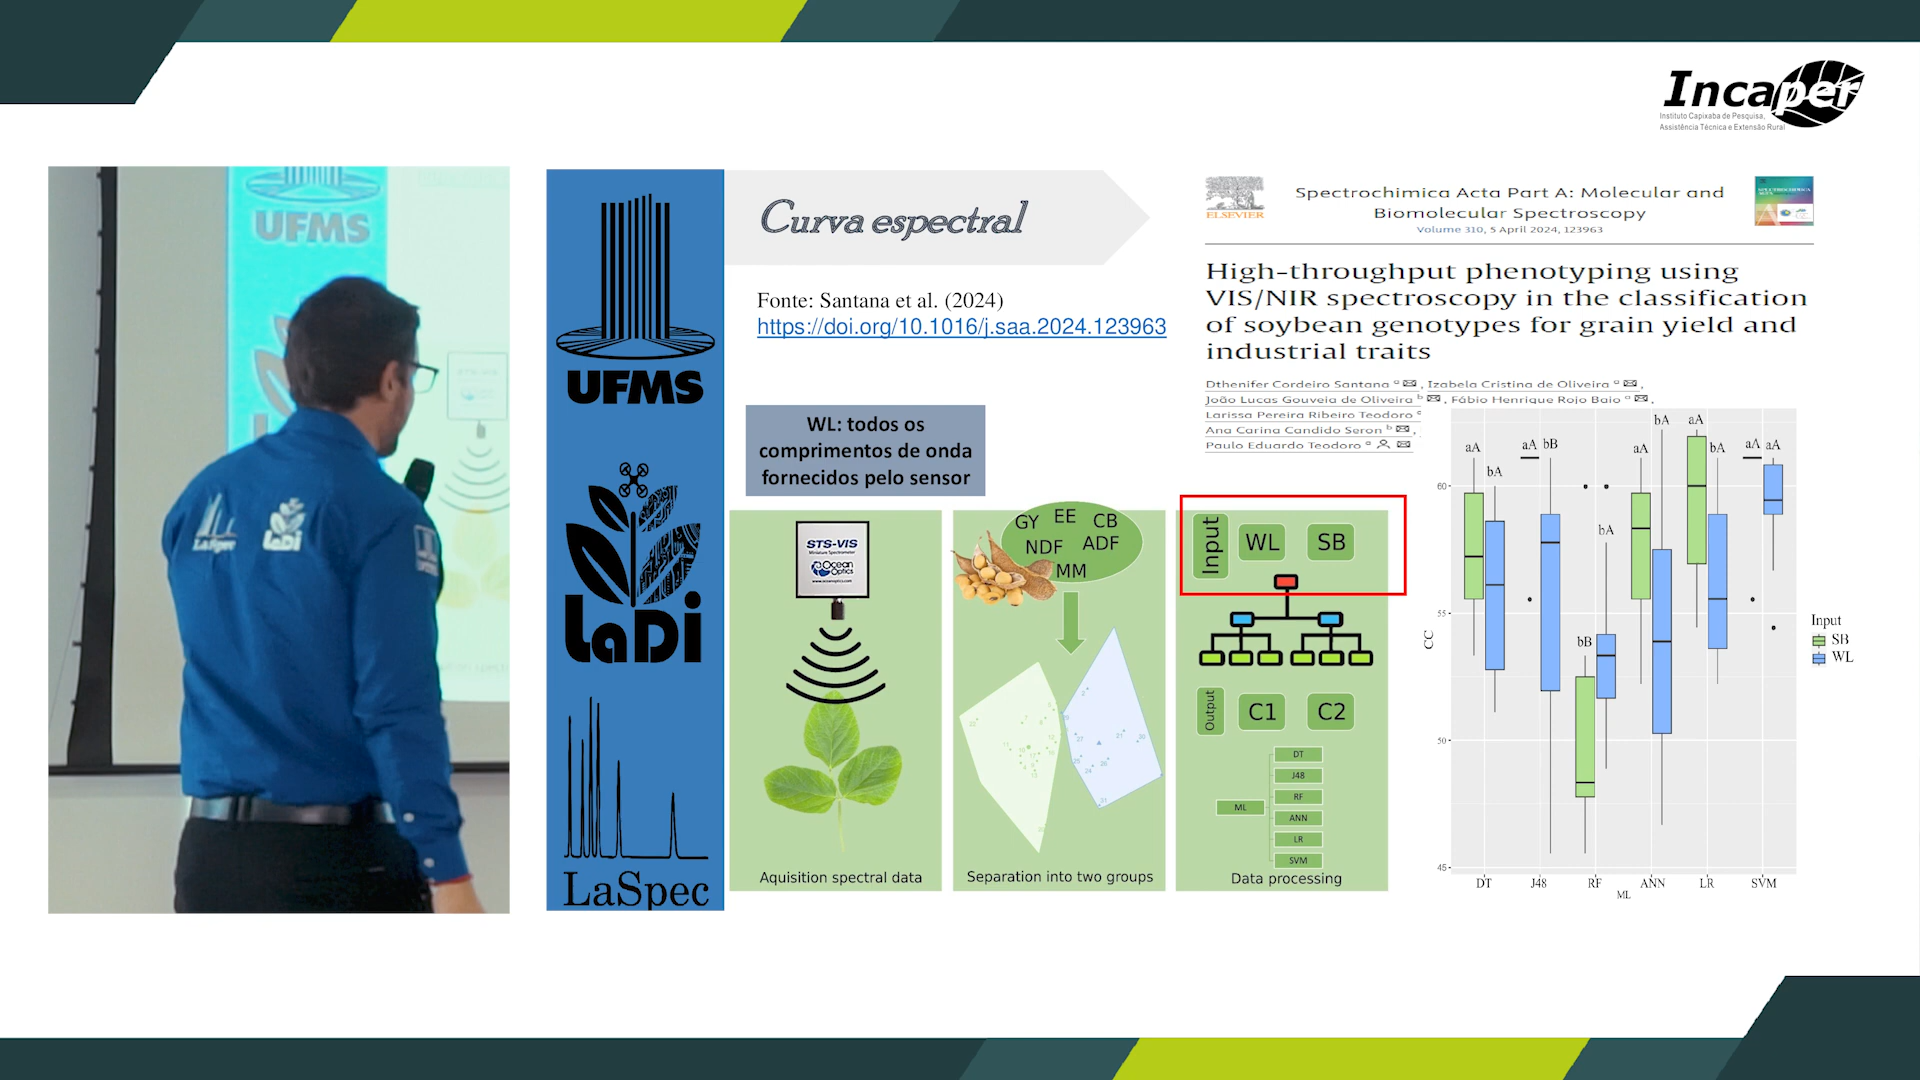 Incaper
Instituto Capixaba de Pesquisa,
Assistência Técnica e Extensão Rural
UFMS
LaSpec
LaDi
UFMS
LaDi
LaSpec
Curva espectral
Fonte: Santana et al. (2024)
https://doi.org/10.1016/j.saa.2024.123963
ELSEVIER
Spectrochimica Acta Part A: Molecular and
Biomolecular Spectroscopy
Volume 310, 5 April 2024, 123963
High-throughput phenotyping using
VIS/NIR spectroscopy in the classification
of soybean genotypes for grain yield and
industrial traits
Dthenifer Cordeiro Santana a, Izabela Cristina de Oliveira a,
João Lucas Gouveia de Oliveira b, Fábio Henrique Rojo Baio a,
Larissa Pereira Ribeiro Teodoro
Ana Carina Candido Seron b,
Paulo Eduardo Teodoro a
WL: todos os
comprimentos de onda
fornecidos pelo sensor
STS-VIS
Miniature Spectrometer
Ocean
Optics
Aquisition spectral data
GY EE CB
NDF ADF
MM
Separation into two groups
Input WL SB
Output C1 C2
ML
DT
J48
RF
ANN
LR
SVM
Data processing
aA bA aA bB bB bA aA bA aA bA aA aA
60
55
50
45
CC
DT J48 RF ANN LR SVM
ML
Input
SB
WL